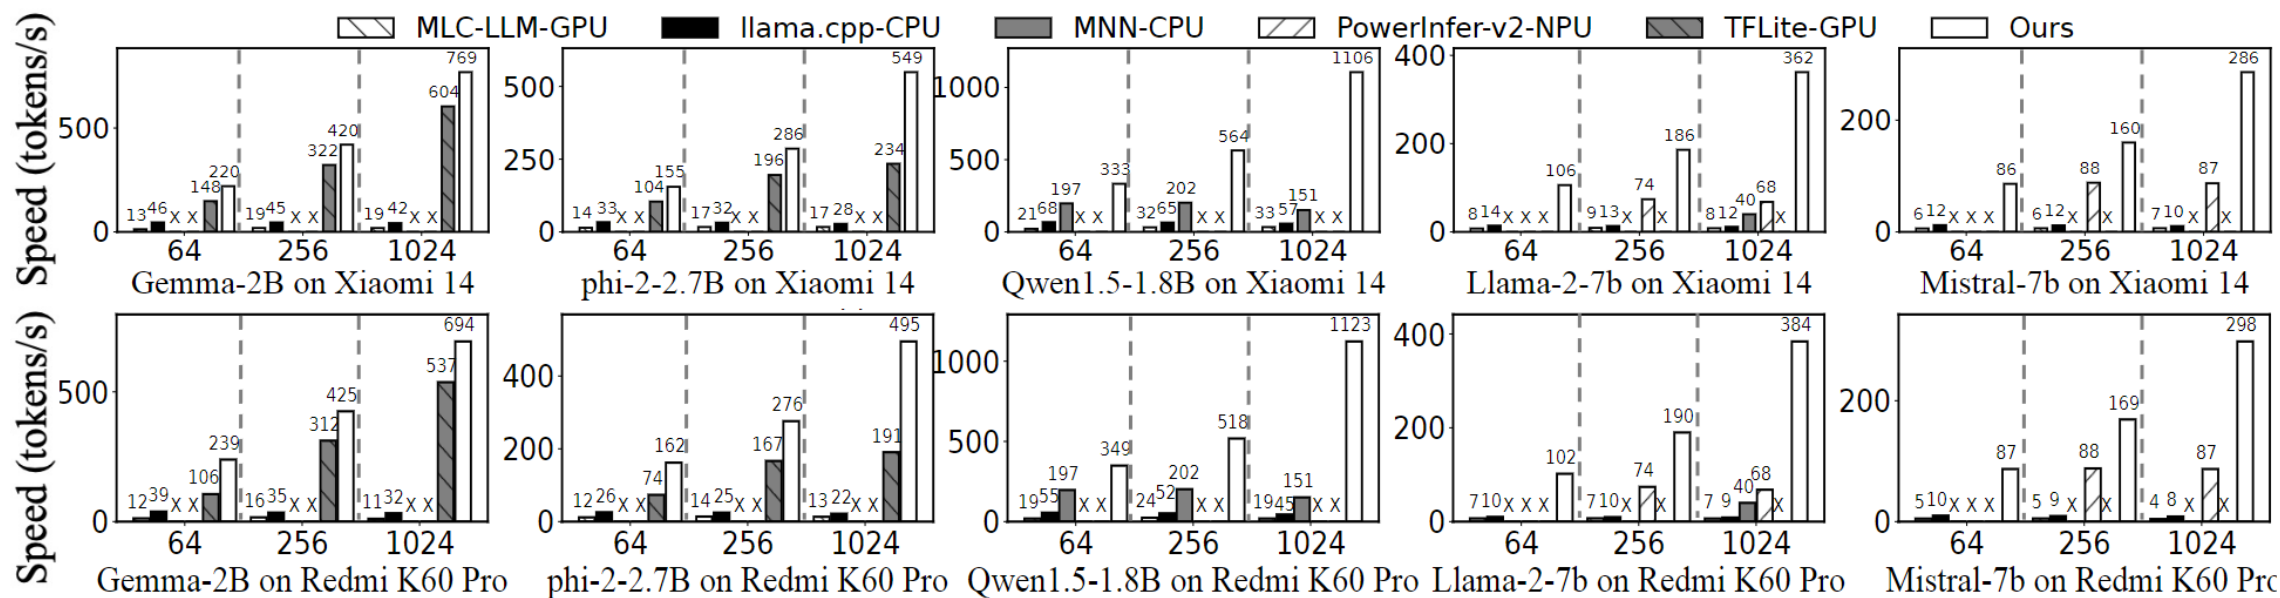 MLC-LLM-GPU llama.cpp-CPU MNN-CPU PowerInfer-v2-NPU TFLite-GPU Ours
Speed (tokens/s)
500
0
13 46 X X 148 220
19 45 X X 322 420
19 42 X X 604 769
64 256 1024
Gemma-2B on Xiaomi 14
500
250
0
14 33 X X 104 155
17 32 X X 196 286
17 28 X X 234 549
64 256 1024
phi-2-2.7B on Xiaomi 14
1000
500
0
21 68 197 X X 333
32 65 202 X X 564
33 57 151 X X 1106
64 256 1024
Qwen1.5-1.8B on Xiaomi 14
400
200
0
8 14 X X X 106
9 13 X 74 X 186
8 12 40 68 X 362
64 256 1024
Llama-2-7b on Xiaomi 14
200
0
6 12 X X X 86
6 12 X 88 X 160
7 10 X 87 X 286
64 256 1024
Mistral-7b on Xiaomi 14
Speed (tokens/s)
500
0
12 39 X X 106 239
16 35 X X 312 425
11 32 X X 537 694
64 256 1024
Gemma-2B on Redmi K60 Pro
400
200
0
12 26 X X 74 162
14 25 X X 167 276
13 22 X X 191 495
64 256 1024
phi-2-2.7B on Redmi K60 Pro
1000
500
0
19 55 197 X X 349
24 52 202 X X 518
19 45 151 X X 1123
64 256 1024
Qwen1.5-1.8B on Redmi K60 Pro
400
200
0
7 10 X X X 102
7 10 X 74 X 190
7 9 40 68 X 384
64 256 1024
Llama-2-7b on Redmi K60 Pro
200
0
5 10 X X X 87
5 9 X 88 X 169
4 8 X 87 X 298
64 256 1024
Mistral-7b on Redmi K60 Pro